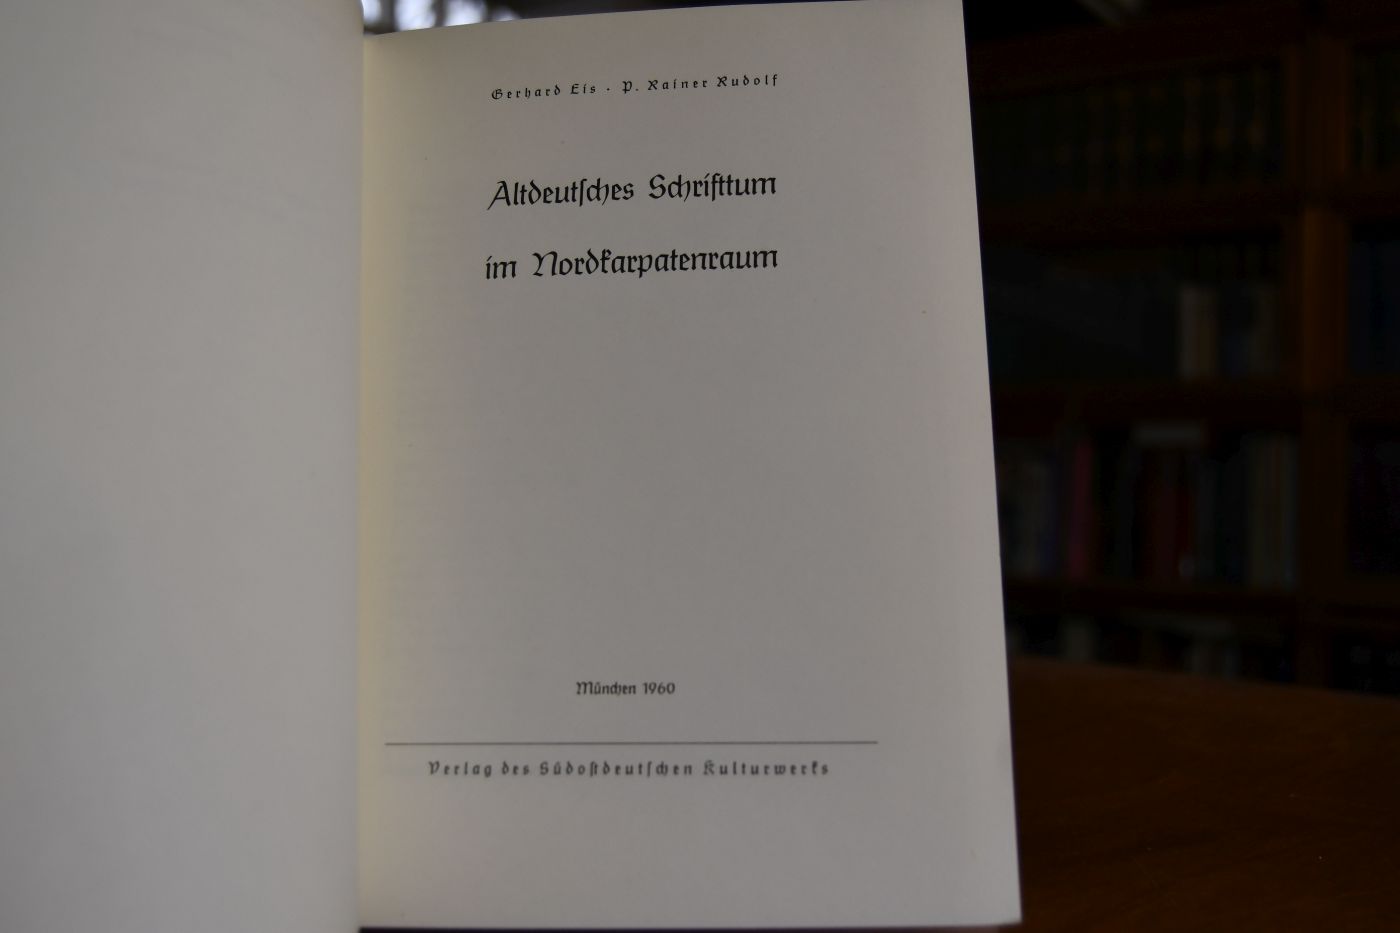 Gerhard Eis · P. Rainer Rudolf
Altdeutſches Schrifttum
im Nordkarpatenraum
München 1960
Verlag des Südoſtdeutſchen Kulturwerks